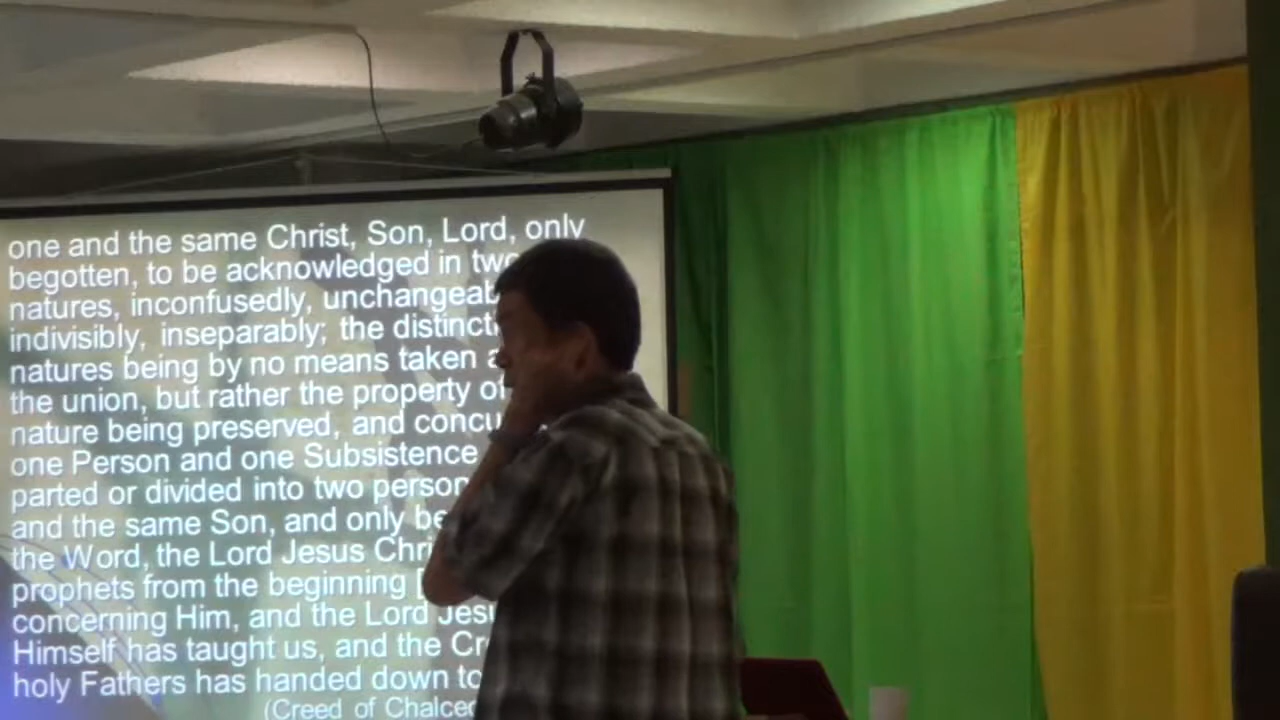 one and the same Christ, Son, Lord, only
begotten, to be acknowledged in two
natures, inconfusedly, unchangeab
indivisibly, inseparably; the distincti
natures being by no means taken a
the union, but rather the property of
nature being preserved, and concu
one Person and one Subsistence
parted or divided into two person
and the same Son, and only be
the Word, the Lord Jesus Chri
prophets from the beginning [
concerning Him, and the Lord Jesu
Himself has taught us, and the Cr
holy Fathers has handed down to
(Creed of Chalced